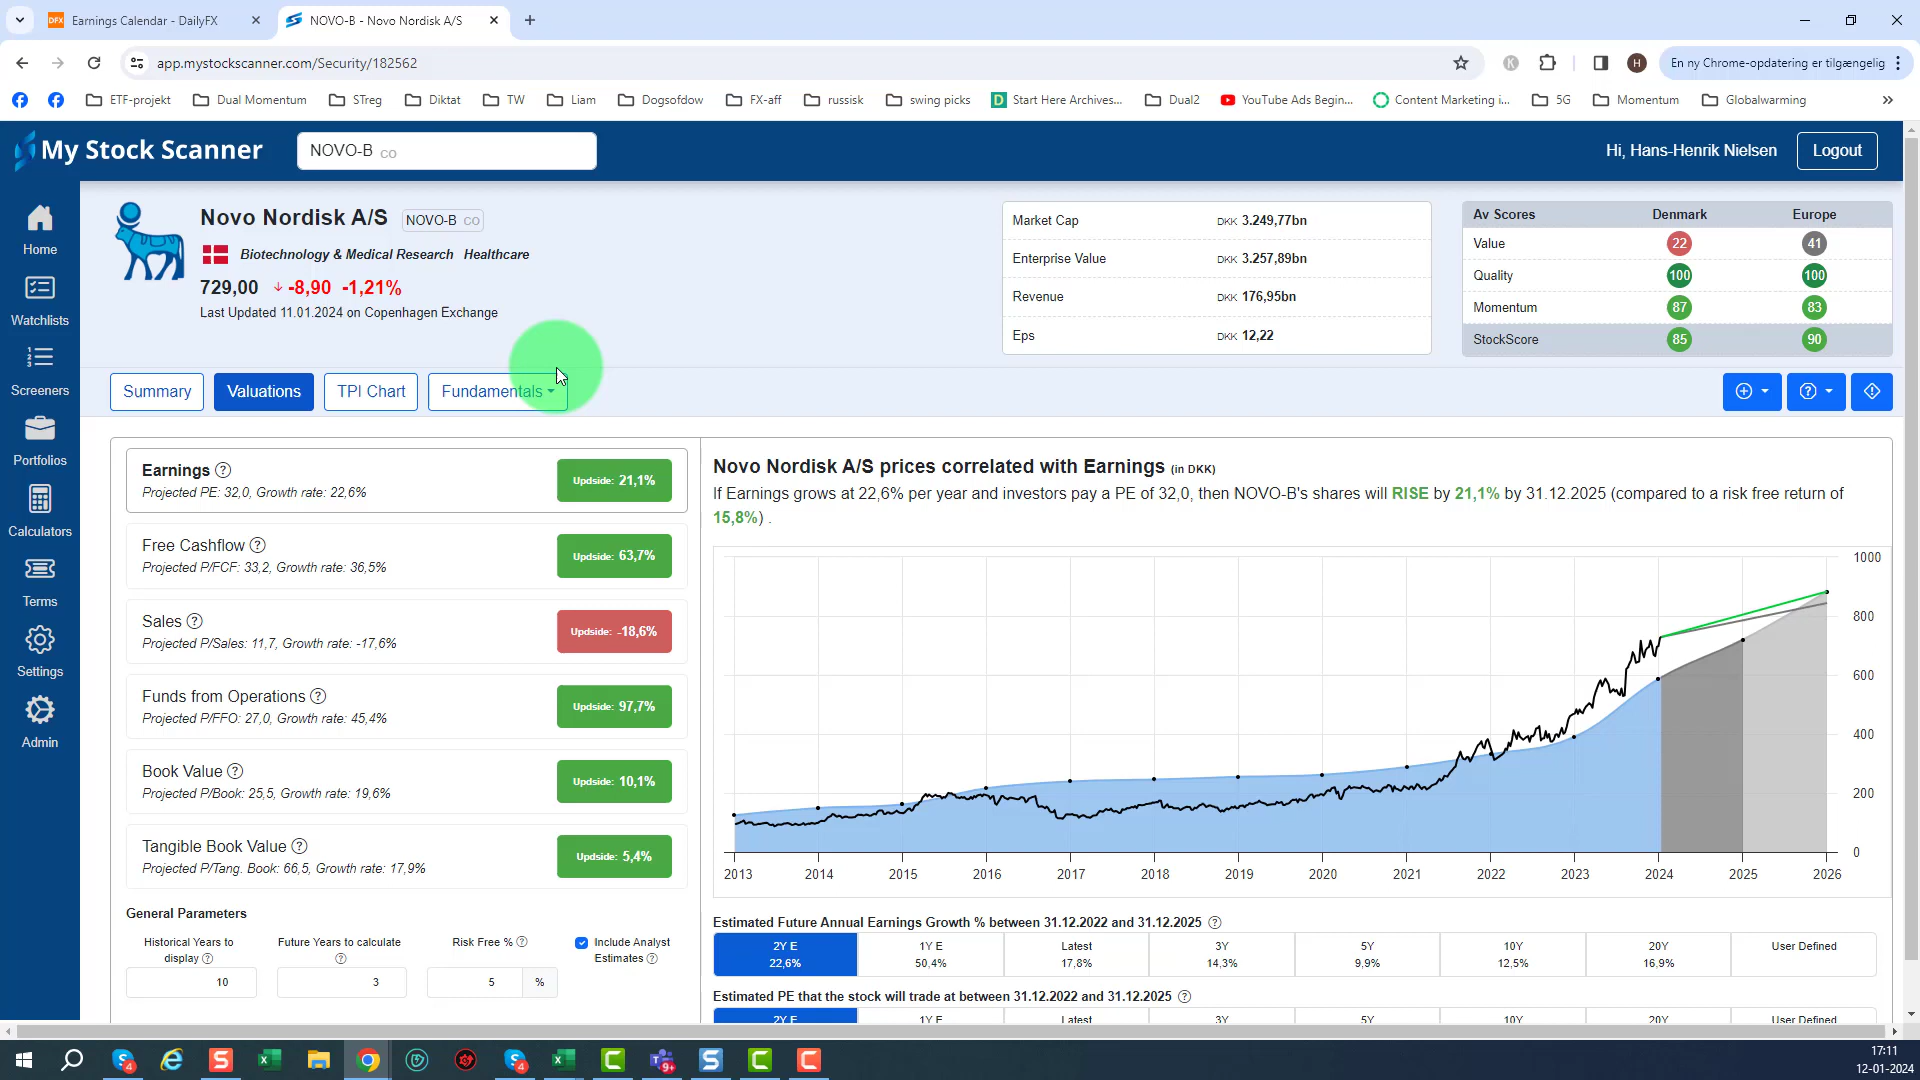 Earnings Calendar - DailyFX
NOVO-B - Novo Nordisk A/S
app.mystockscanner.com/Security/182562
H
En ny Chrome-opdatering er tilgængelig
ETF-projekt
Dual Momentum
STreg
Diktat
TW
Liam
Dogsofdow
FX-aff
russisk
swing picks
Start Here Archives...
Dual2
YouTube Ads Begin...
Content Marketing i...
5G
Momentum
Globalwarming
My Stock Scanner
NOVO-B CO
Hi, Hans-Henrik Nielsen
Logout
Home
Watchlists
Screeners
Portfolios
Calculators
Terms
Settings
Admin
Novo Nordisk A/S NOVO-B CO
Biotechnology & Medical Research Healthcare
729,00 -8,90 -1,21%
Last Updated 11.01.2024 on Copenhagen Exchange
Market Cap DKK 3.249,77bn
Enterprise Value DKK 3.257,89bn
Revenue DKK 176,95bn
Eps DKK 12,22
Av Scores Denmark Europe
Value 22 41
Quality 100 100
Momentum 87 83
StockScore 85 90
Summary
Valuations
TPI Chart
Fundamentals
Earnings
Projected PE: 32,0, Growth rate: 22,6%
Updside: 21,1%
Free Cashflow
Projected P/FCF: 33,2, Growth rate: 36,5%
Updside: 63,7%
Sales
Projected P/Sales: 11,7, Growth rate: -17,6%
Updside: -18,6%
Funds from Operations
Projected P/FFO: 27,0, Growth rate: 45,4%
Updside: 97,7%
Book Value
Projected P/Book: 25,5, Growth rate: 19,6%
Updside: 10,1%
Tangible Book Value
Projected P/Tang. Book: 66,5, Growth rate: 17,9%
Updside: 5,4%
General Parameters
Historical Years to
display
10
Future Years to calculate
3
Risk Free %
5 %
Include Analyst
Estimates
Novo Nordisk A/S prices correlated with Earnings (in DKK)
If Earnings grows at 22,6% per year and investors pay a PE of 32,0, then NOVO-B's shares will RISE by 21,1% by 31.12.2025 (compared to a risk free return of
15,8%) .
1000
800
600
400
200
0
2013 2014 2015 2016 2017 2018 2019 2020 2021 2022 2023 2024 2025 2026
Estimated Future Annual Earnings Growth % between 31.12.2022 and 31.12.2025
2Y E 1Y E Latest 3Y 5Y 10Y 20Y User Defined
22,6% 50,4% 17,8% 14,3% 9,9% 12,5% 16,9%
Estimated PE that the stock will trade at between 31.12.2022 and 31.12.2025
2Y E 1Y E Latest 3Y 5Y 10Y 20Y User Defined
17:11
12-01-2024